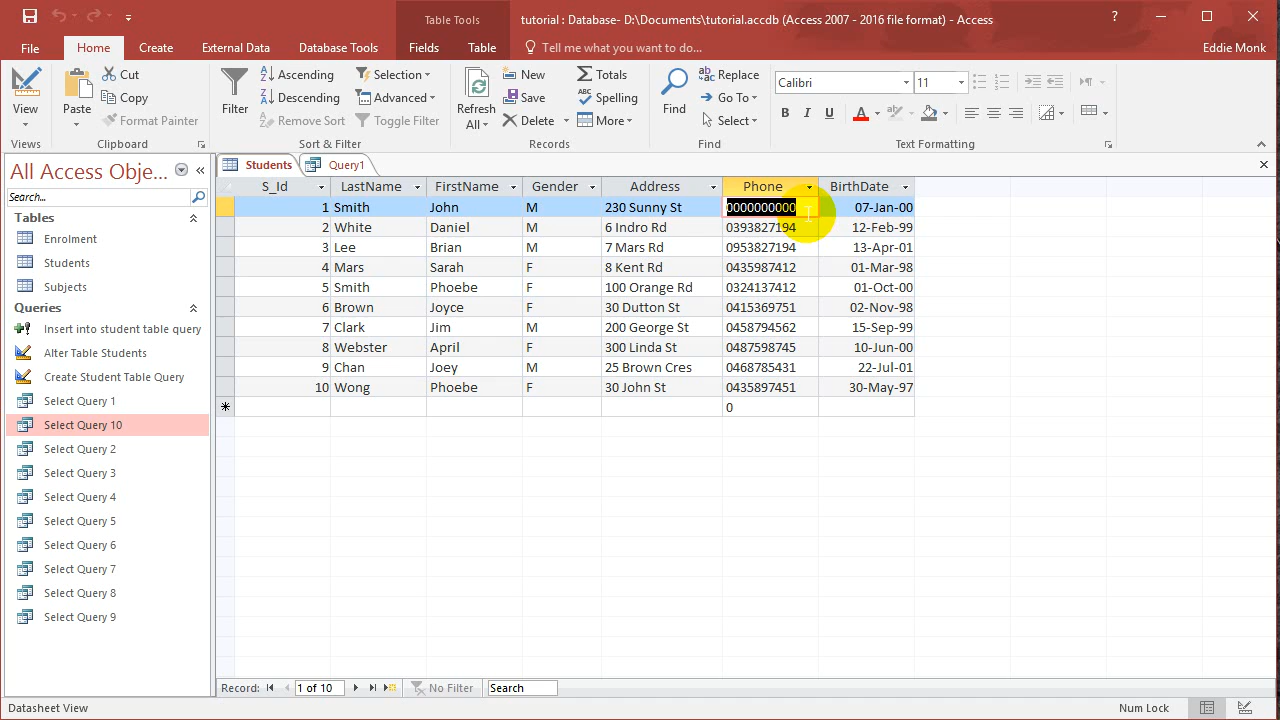 Table Tools
tutorial : Database- D:\Documents\tutorial.accdb (Access 2007 - 2016 file format) - Access
?
File Home Create External Data Database Tools Fields Table Tell me what you want to do... Eddie Monk
View
Views
Paste
Cut
Copy
Format Painter
Clipboard
Filter
Ascending
Descending
Remove Sort
Selection
Advanced
Toggle Filter
Sort & Filter
Refresh
All
New
Save
Delete
Totals
Spelling
More
Records
Find
Replace
Go To
Select
Find
Calibri 11
B I U A
Text Formatting
All Access Obje...
Search...
Tables
Enrolment
Students
Subjects
Queries
Insert into student table query
Alter Table Students
Create Student Table Query
Select Query 1
Select Query 10
Select Query 2
Select Query 3
Select Query 4
Select Query 5
Select Query 6
Select Query 7
Select Query 8
Select Query 9
Students Query1
S_Id LastName FirstName Gender Address Phone BirthDate
1 Smith John M 230 Sunny St 0000000000 07-Jan-00
2 White Daniel M 6 Indro Rd 0393827194 12-Feb-99
3 Lee Brian M 7 Mars Rd 0953827194 13-Apr-01
4 Mars Sarah F 8 Kent Rd 0435987412 01-Mar-98
5 Smith Phoebe F 100 Orange Rd 0324137412 01-Oct-00
6 Brown Joyce F 30 Dutton St 0415369751 02-Nov-98
7 Clark Jim M 200 George St 0458794562 15-Sep-99
8 Webster April F 300 Linda St 0487598745 10-Jun-00
9 Chan Joey M 25 Brown Cres 0468785431 22-Jul-01
10 Wong Phoebe F 30 John St 0435897451 30-May-97
0
Record: 1 of 10 No Filter Search
Datasheet View Num Lock